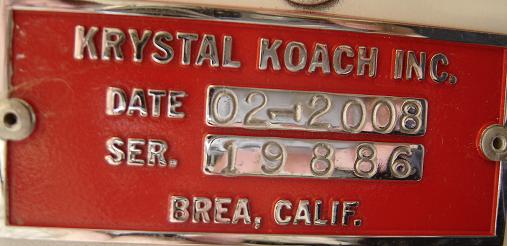 KRYSTAL KOACH INC.
DATE 02-2008
SER. 19886
BREA, CALIF.